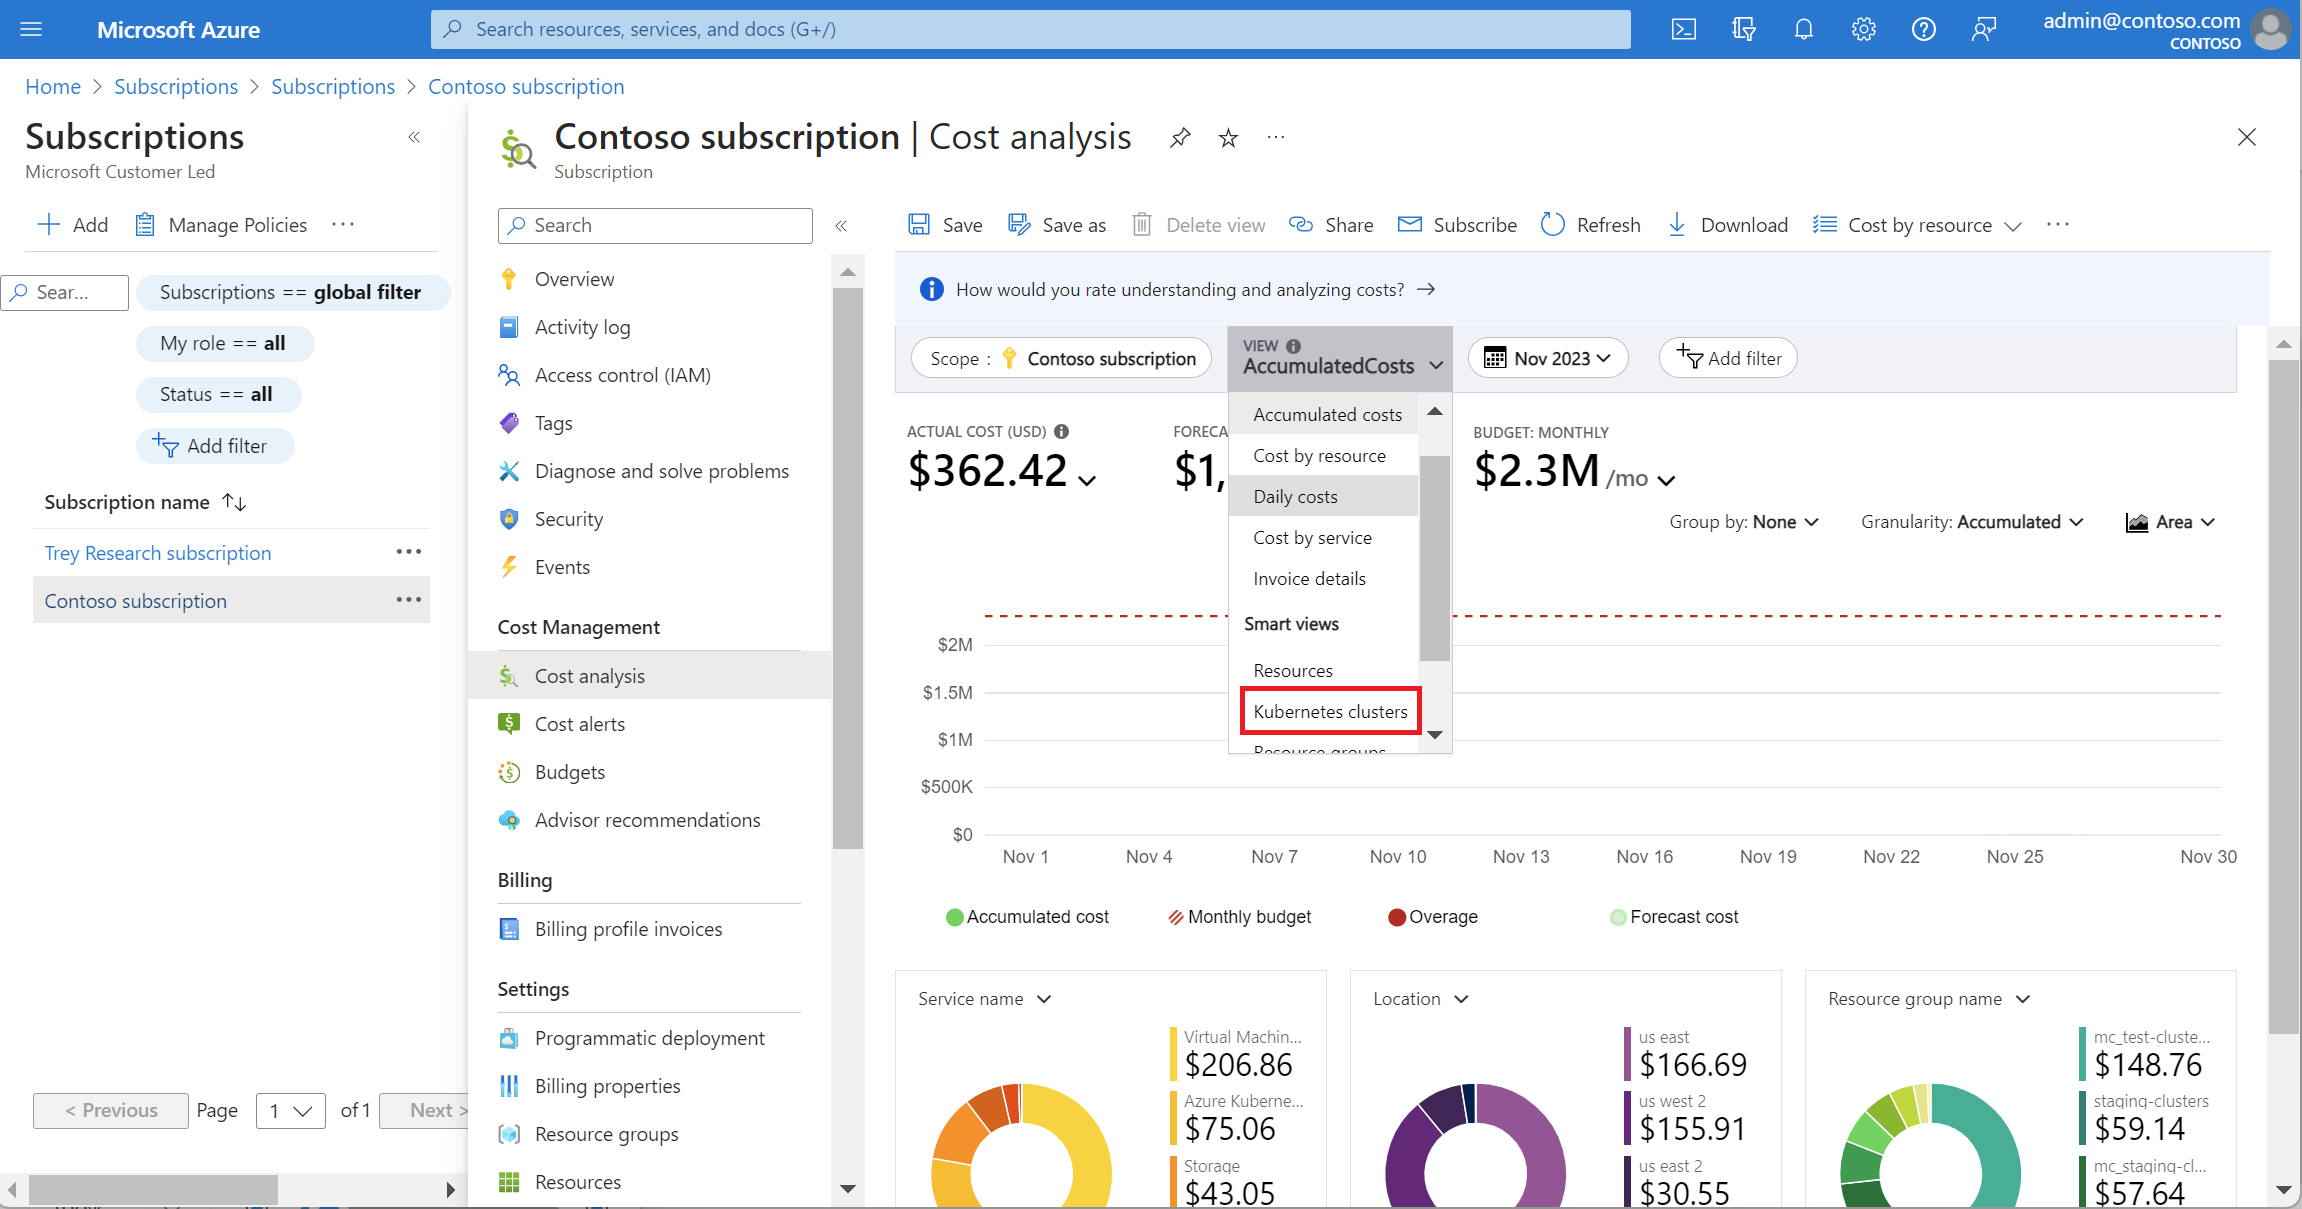 Microsoft Azure
Search resources, services, and docs (G+/)
admin@contoso.com
CONTOSO
Home > Subscriptions > Subscriptions > Contoso subscription
Subscriptions
Microsoft Customer Led
Add
Manage Policies
Sear...
Subscriptions == global filter
My role == all
Status == all
Add filter
Subscription name
Trey Research subscription
Contoso subscription
< Previous
Page
1
of 1
Next >
Contoso subscription | Cost analysis
Subscription
Search
Overview
Activity log
Access control (IAM)
Tags
Diagnose and solve problems
Security
Events
Cost Management
Cost analysis
Cost alerts
Budgets
Advisor recommendations
Billing
Billing profile invoices
Settings
Programmatic deployment
Billing properties
Resource groups
Resources
Save
Save as
Delete view
Share
Subscribe
Refresh
Download
Cost by resource
How would you rate understanding and analyzing costs?
Scope : Contoso subscription
VIEW
AccumulatedCosts
Nov 2023
Add filter
Accumulated costs
Cost by resource
Daily costs
Cost by service
Invoice details
Smart views
Resources
Kubernetes clusters
Resource groups
ACTUAL COST (USD)
$362.42
FORECA
$1,
BUDGET: MONTHLY
$2.3M /mo
Group by: None
Granularity: Accumulated
Area
$2M
$1.5M
$1M
$500K
$0
Nov 1
Nov 4
Nov 7
Nov 10
Nov 13
Nov 16
Nov 19
Nov 22
Nov 25
Nov 30
Accumulated cost
Monthly budget
Overage
Forecast cost
Service name
Virtual Machin...
$206.86
Azure Kuberne...
$75.06
Storage
$43.05
Location
us east
$166.69
us west 2
$155.91
us east 2
$30.55
Resource group name
mc_test-cluste...
$148.76
staging-clusters
$59.14
mc_staging-cl...
$57.64